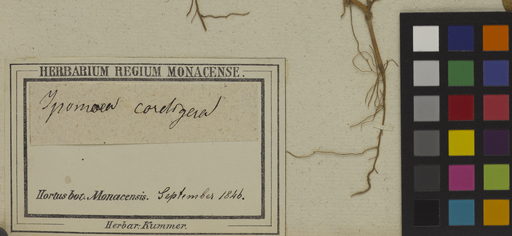 HERBARIUM REGIUM MONACENSE.
Ipomoea cordigera
Hortus bot. Monacensis. September 1846.
Herbar. Kummer.